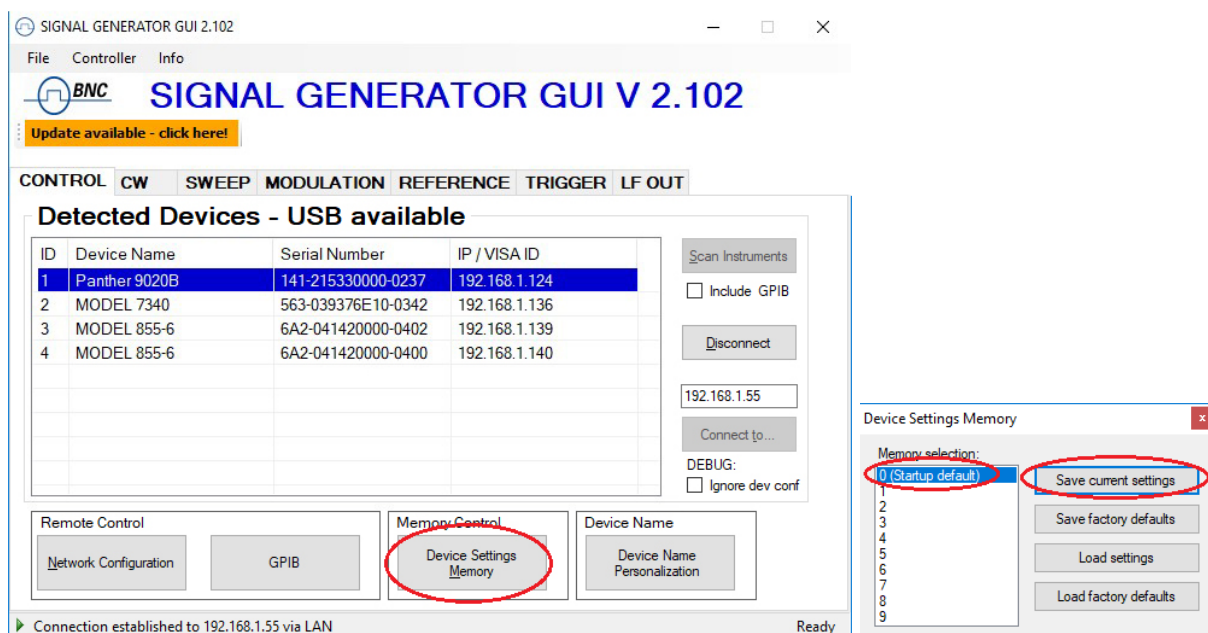 SIGNAL GENERATOR GUI 2.102
File Controller Info
BNC SIGNAL GENERATOR GUI V 2.102
Update available - click here!
CONTROL CW SWEEP MODULATION REFERENCE TRIGGER LF OUT
Detected Devices - USB available
ID Device Name Serial Number IP / VISA ID
1 Panther 9020B 141-215330000-0237 192.168.1.124
2 MODEL 7340 563-039376E10-0342 192.168.1.136
3 MODEL 855-6 6A2-041420000-0402 192.168.1.139
4 MODEL 855-6 6A2-041420000-0400 192.168.1.140
Scan Instruments
Include GPIB
Disconnect
192.168.1.55
Connect to...
DEBUG:
Ignore dev conf
Remote Control
Network Configuration
GPIB
Memory Control
Device Settings
Memory
Device Name
Device Name
Personalization
Connection established to 192.168.1.55 via LAN Ready
Device Settings Memory
Memory selection:
0 (Startup default)
1
2
3
4
5
6
7
8
9
Save current settings
Save factory defaults
Load settings
Load factory defaults